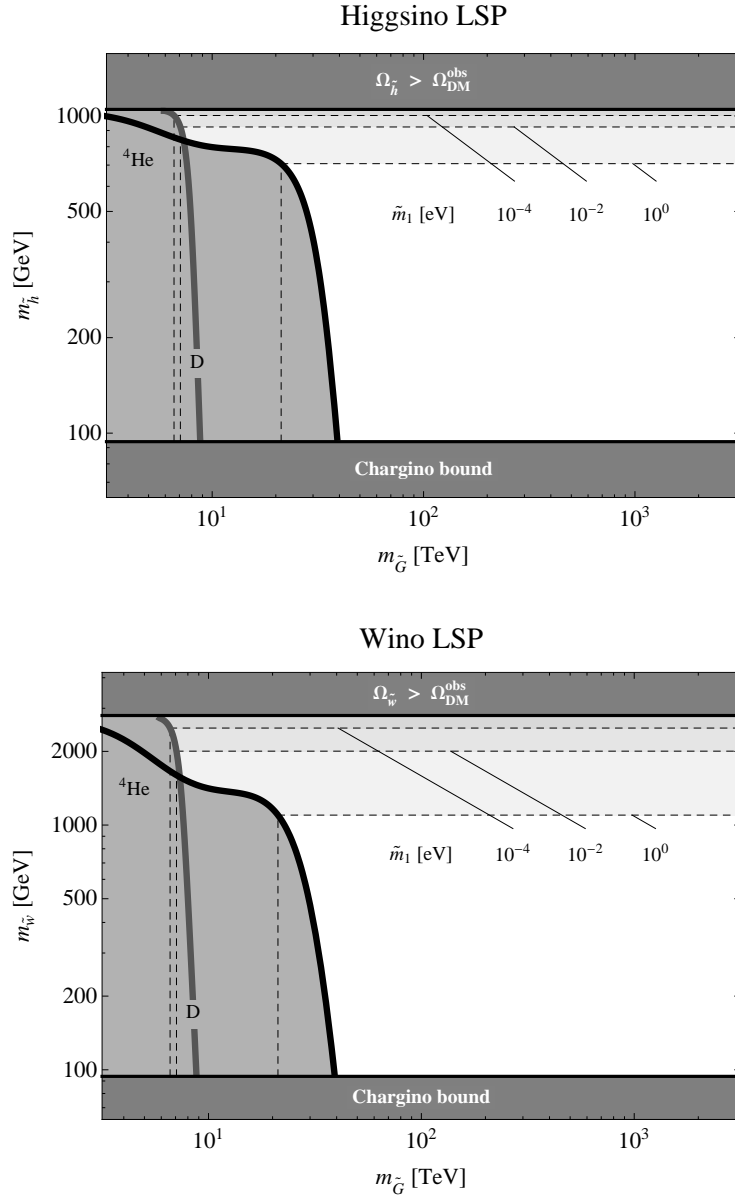 Higgsino LSP
Ω_h̃ > Ω_DM^obs
1000
⁴He
m̃₁ [eV] 10⁻⁴ 10⁻² 10⁰
500
m_h̃ [GeV]
200
D
100
Chargino bound
10¹ 10² 10³
m_G̃ [TeV]
Wino LSP
Ω_w̃ > Ω_DM^obs
2000
⁴He
1000
m̃₁ [eV] 10⁻⁴ 10⁻² 10⁰
m_w̃ [GeV]
500
200
D
100
Chargino bound
10¹ 10² 10³
m_G̃ [TeV]